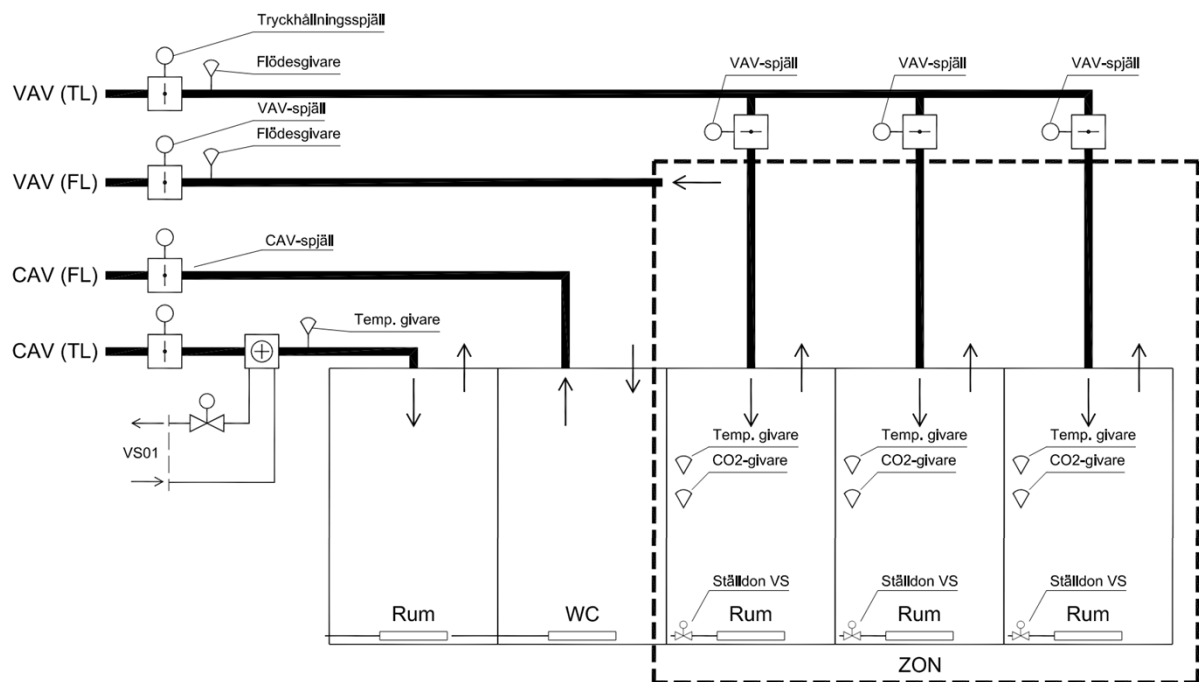 Tryckhållningsspjäll
Flödesgivare
VAV-spjäll
VAV-spjäll
VAV-spjäll
VAV (TL)
VAV-spjäll
Flödesgivare
VAV (FL)
CAV-spjäll
CAV (FL)
Temp. givare
CAV (TL)
VS01
Temp. givare
Temp. givare
Temp. givare
CO2-givare
CO2-givare
CO2-givare
Ställdon VS
Ställdon VS
Ställdon VS
Rum
WC
Rum
Rum
Rum
ZON